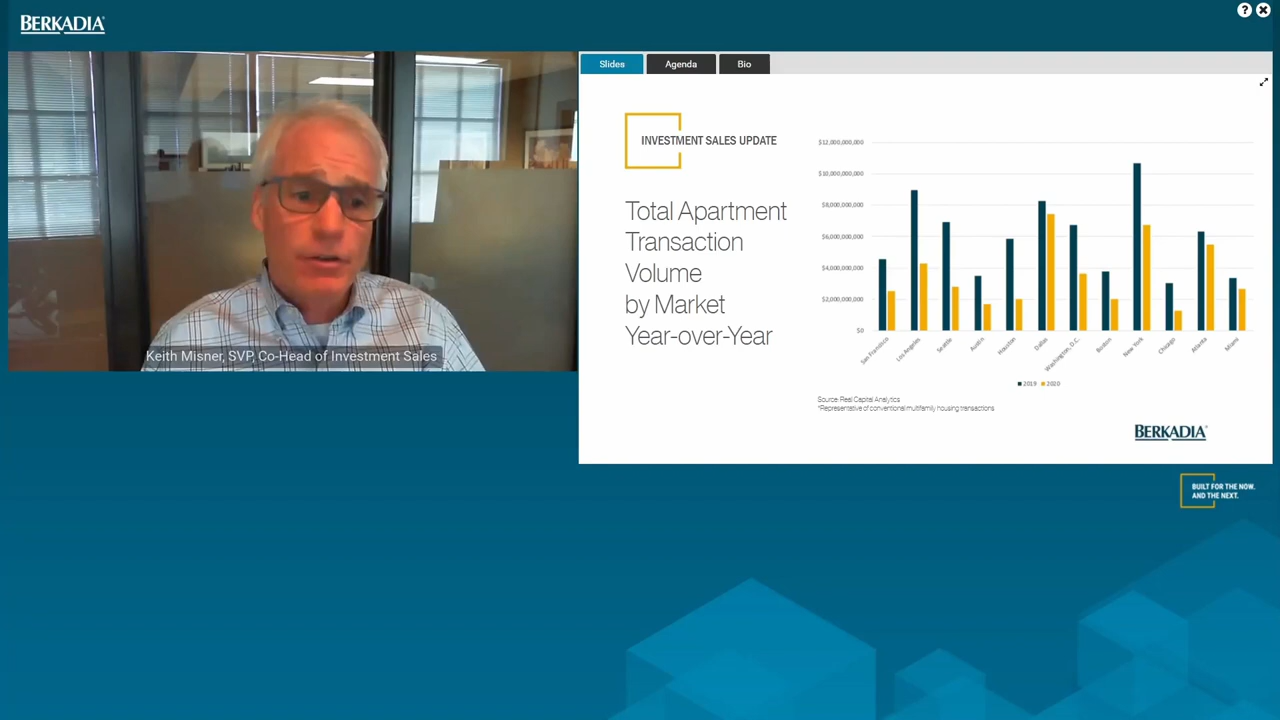 BERKADIA®
Keith Misner, SVP, Co-Head of Investment Sales
Slides
Agenda
Bio
INVESTMENT SALES UPDATE
Total Apartment
Transaction
Volume
by Market
Year-over-Year
$12,000,000,000
$10,000,000,000
$8,000,000,000
$6,000,000,000
$4,000,000,000
$2,000,000,000
$0
San Francisco
Los Angeles
Seattle
Austin
Houston
Dallas
Washington, D.C.
Boston
New York
Chicago
Atlanta
Miami
2019 2020
Source: Real Capital Analytics
*Representative of conventional multifamily housing transactions
BERKADIA®
BUILT FOR THE NOW.
AND THE NEXT.